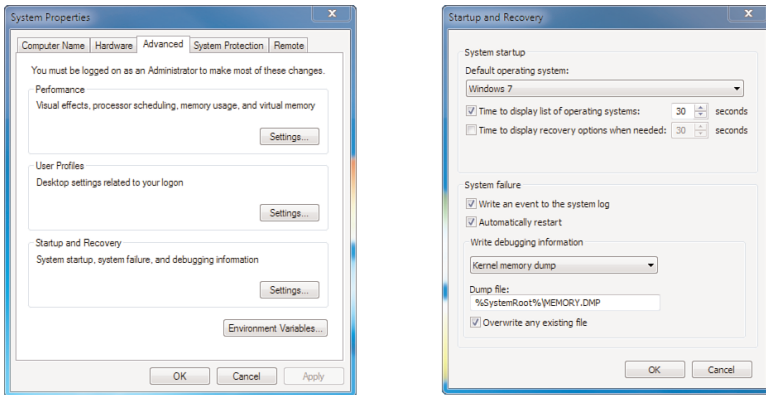 System Properties
x
Computer Name Hardware Advanced System Protection Remote
You must be logged on as an Administrator to make most of these changes.
Performance
Visual effects, processor scheduling, memory usage, and virtual memory
Settings...
User Profiles
Desktop settings related to your logon
Settings...
Startup and Recovery
System startup, system failure, and debugging information
Settings...
Environment Variables...
OK Cancel Apply
Startup and Recovery
x
System startup
Default operating system:
Windows 7
Time to display list of operating systems: 30 seconds
Time to display recovery options when needed: 30 seconds
System failure
Write an event to the system log
Automatically restart
Write debugging information
Kernel memory dump
Dump file:
%SystemRoot%\MEMORY.DMP
Overwrite any existing file
OK Cancel